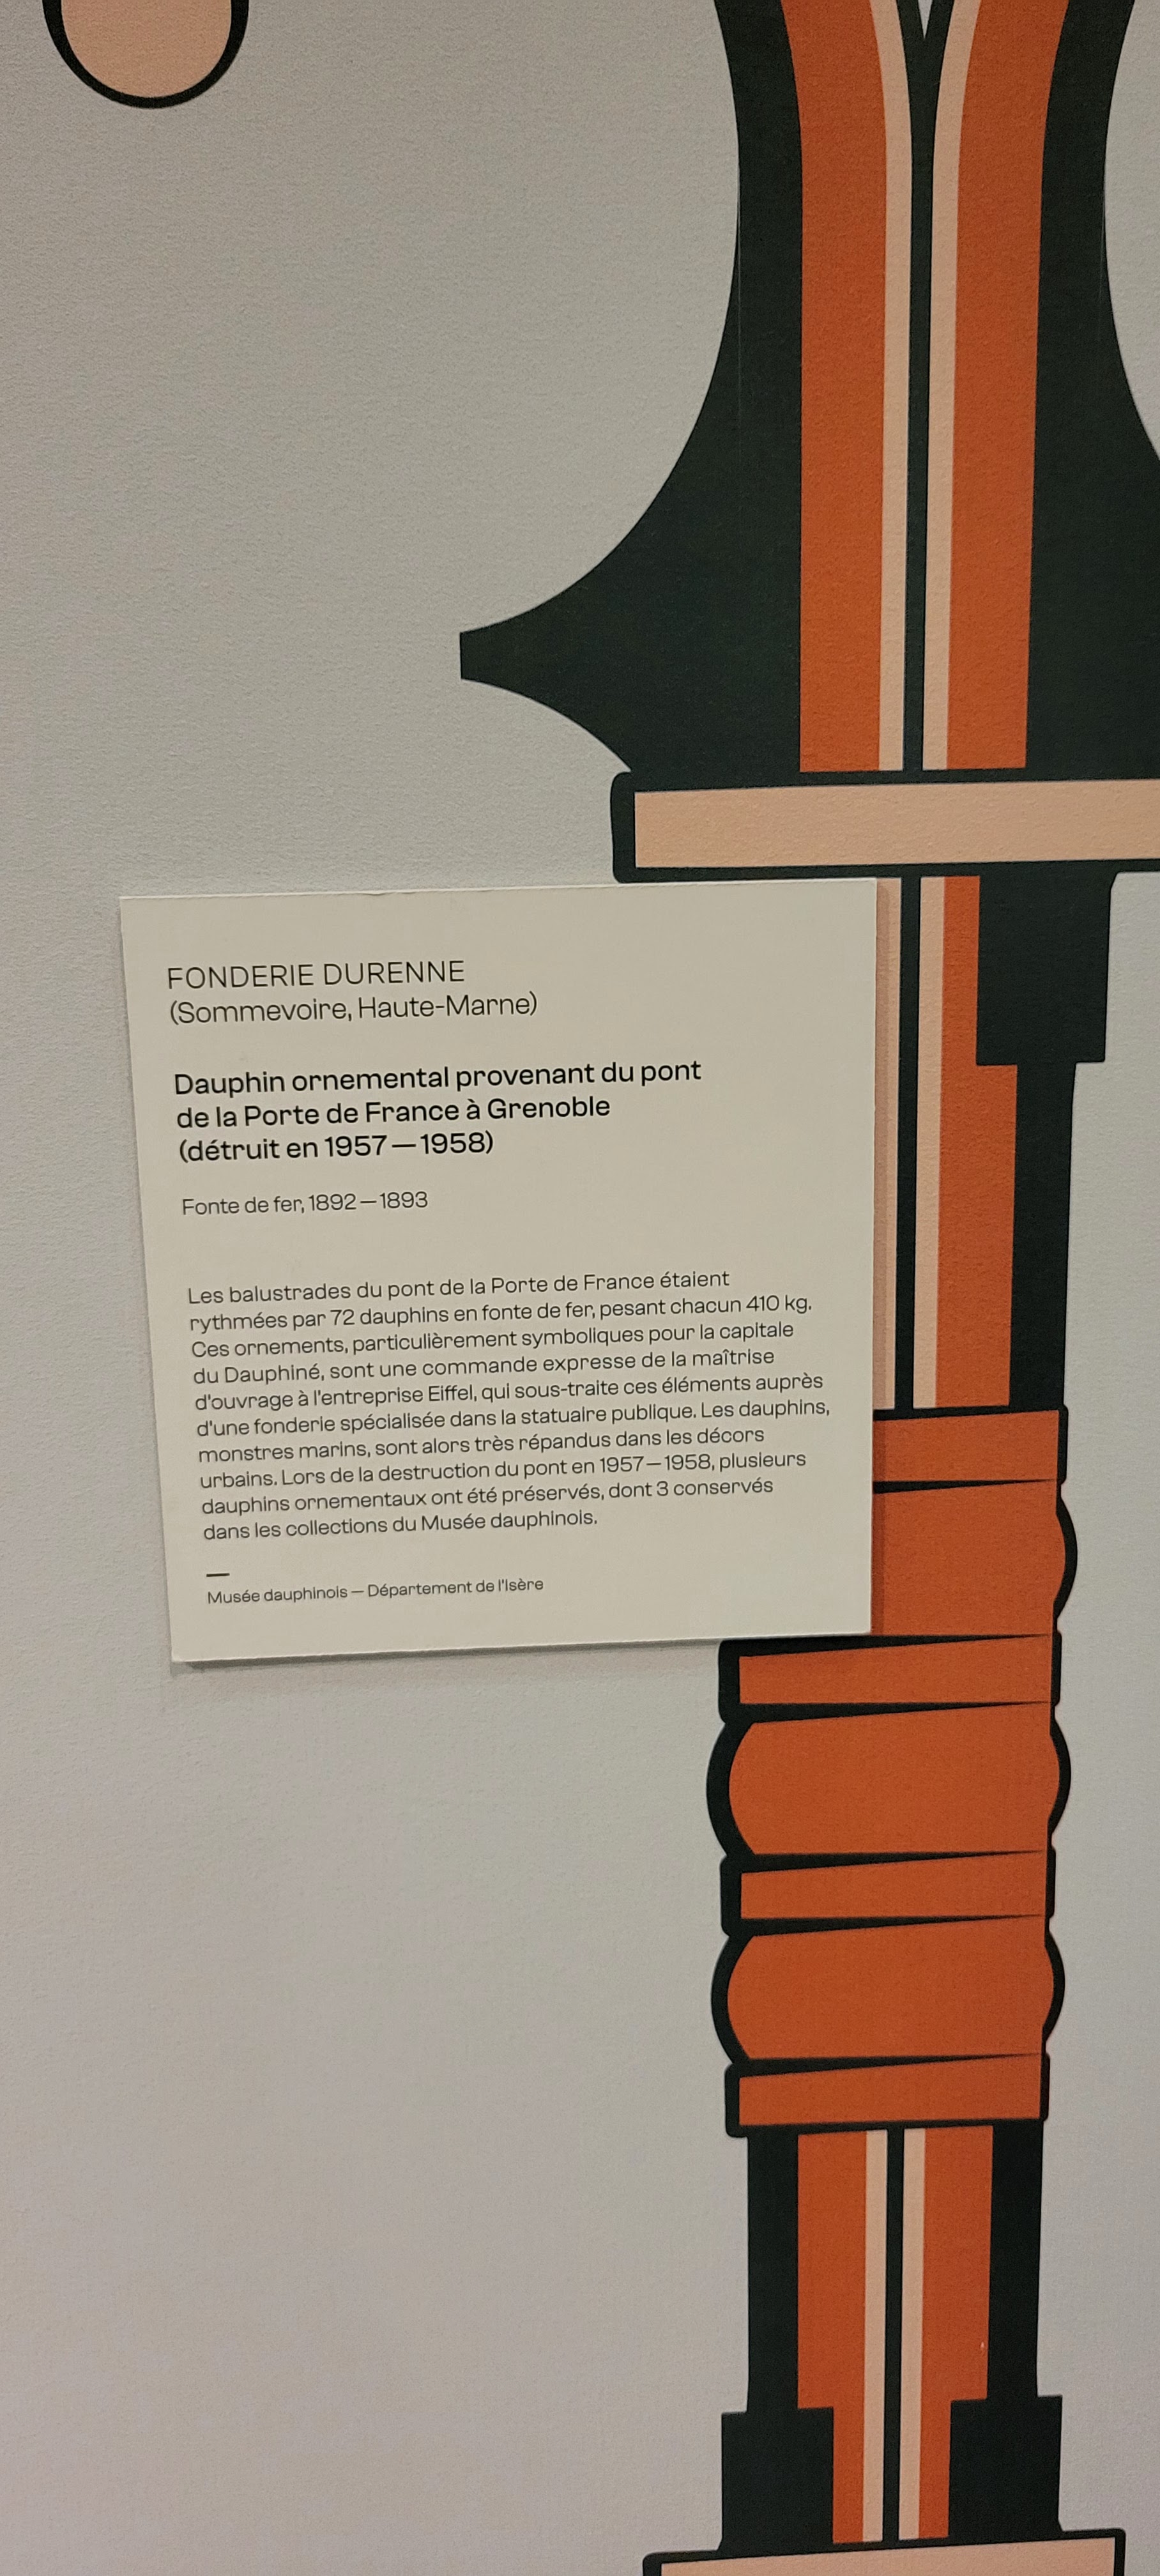 FONDERIE DURENNE
(Sommevoire, Haute-Marne)
Dauphin ornemental provenant du pont
de la Porte de France à Grenoble
(détruit en 1957—1958)
Fonte de fer, 1892—1893
Les balustrades du pont de la Porte de France étaient
rythmées par 72 dauphins en fonte de fer, pesant chacun 410 kg.
Ces ornements, particulièrement symboliques pour la capitale
du Dauphiné, sont une commande expresse de la maîtrise
d'ouvrage à l'entreprise Eiffel, qui sous-traite ces éléments auprès
d'une fonderie spécialisée dans la statuaire publique. Les dauphins,
monstres marins, sont alors très répandus dans les décors
urbains. Lors de la destruction du pont en 1957—1958, plusieurs
dauphins ornementaux ont été préservés, dont 3 conservés
dans les collections du Musée dauphinois.
—
Musée dauphinois — Département de l'Isère